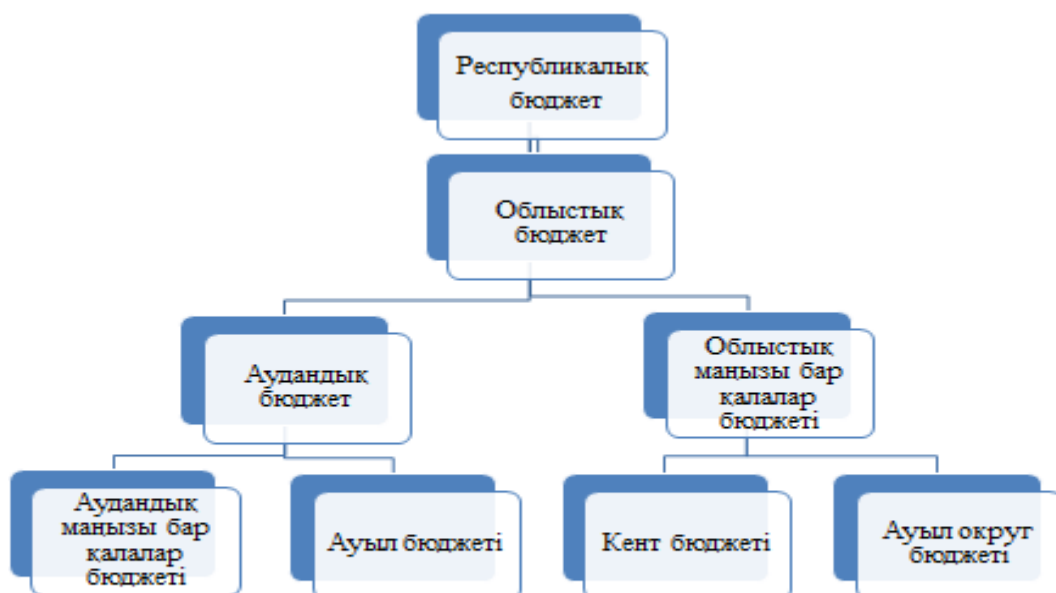 Республикалық
бюджет
Облыстық
бюджет
Аудандық
бюджет
Облыстық
маңызы бар
қалалар
бюджеті
Аудандық
маңызы бар
қалалар
бюджеті
Ауыл бюджеті
Кент бюджеті
Ауыл округ
бюджеті